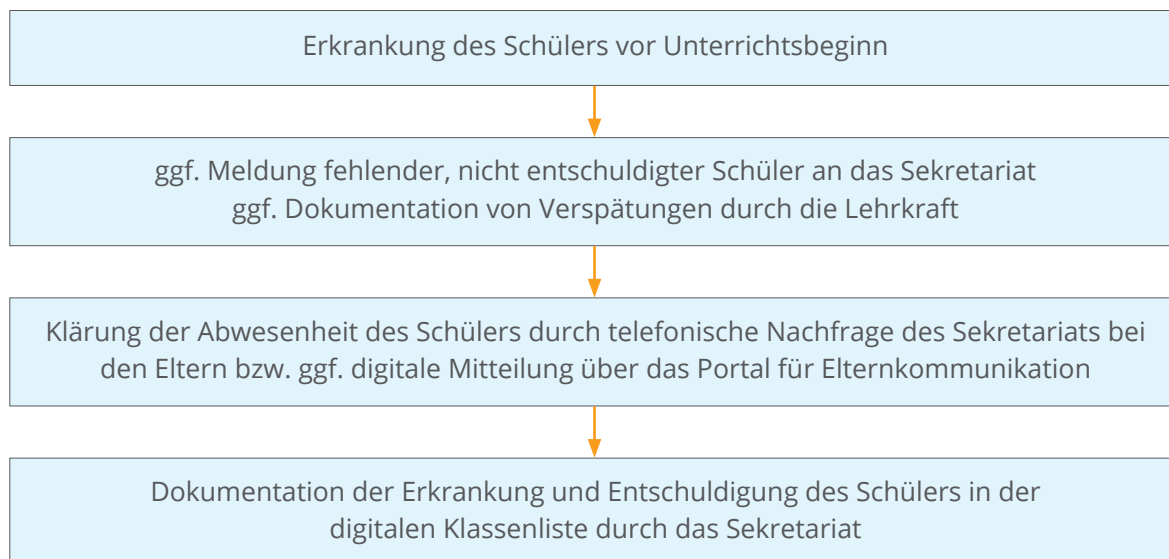 Erkrankung des Schülers vor Unterrichtsbeginn
ggf. Meldung fehlender, nicht entschuldigter Schüler an das Sekretariat
ggf. Dokumentation von Verspätungen durch die Lehrkraft
Klärung der Abwesenheit des Schülers durch telefonische Nachfrage des Sekretariats bei
den Eltern bzw. ggf. digitale Mitteilung über das Portal für Elternkommunikation
Dokumentation der Erkrankung und Entschuldigung des Schülers in der
digitalen Klassenliste durch das Sekretariat